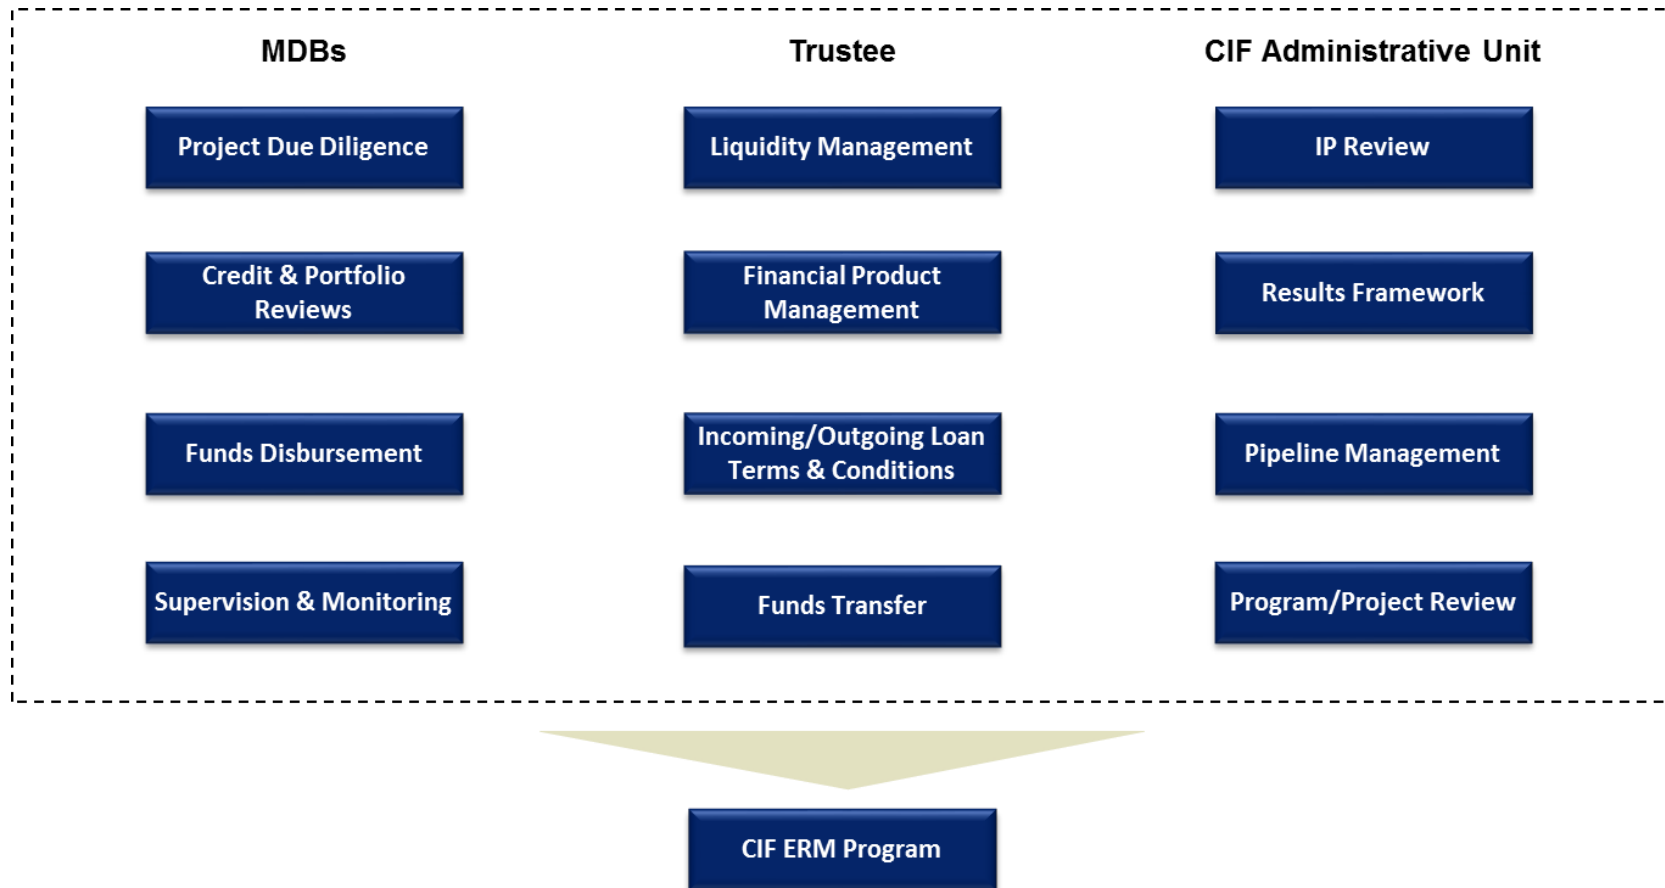 MDBs
Trustee
CIF Administrative Unit
Project Due Diligence
Liquidity Management
IP Review
Credit & Portfolio
Reviews
Financial Product
Management
Results Framework
Funds Disbursement
Incoming/Outgoing Loan
Terms & Conditions
Pipeline Management
Supervision & Monitoring
Funds Transfer
Program/Project Review
CIF ERM Program